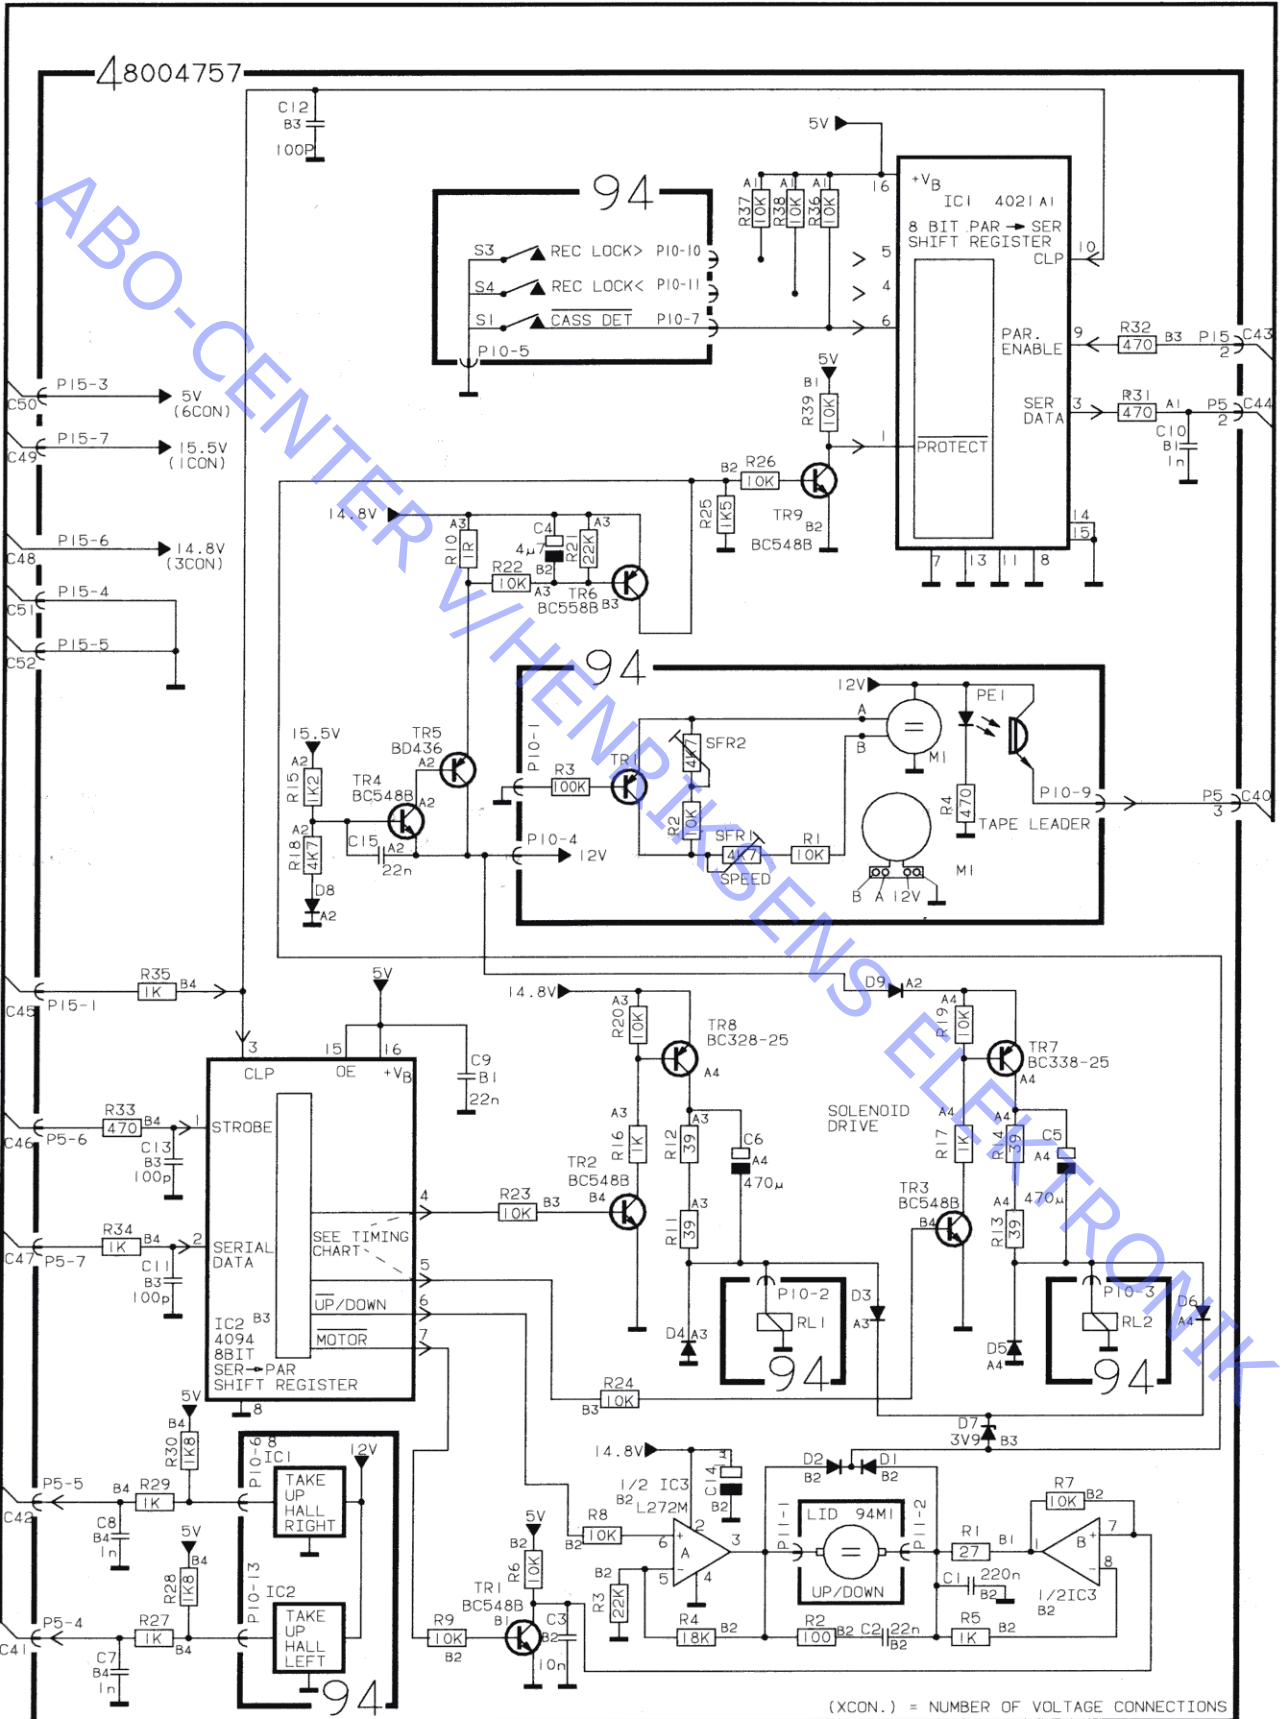 48004757
C12
B3
100P
5V
94
S3 REC LOCK> P10-10
S4 REC LOCK< P10-11
S1 CASS DET P10-7
P10-5
A1 A1 A1
R37 10K
R38 10K
R36 10K
16 +VB
IC1 4021 A1
8 BIT PAR → SER
SHIFT REGISTER
CLP 10
5
4
6
PAR. ENABLE 9
R32 470 B3 P15 2 C43
SER DATA 3
R31 470 A1 P5 2 C44
C10
B1
1n
PROTECT
1
14
15
7 13 11 8
5V
B1
R39 10K
B2 R26 10K
R25 1K5
TR9
B2
BC548B
C50 P15-3 5V
(6CON)
C49 P15-7 15.5V
(1CON)
C48 P15-6 14.8V
(3CON)
C51 P15-4
C52 P15-5
14.8V
A3 R10 1R
C4 4μ7 B2
A3 R21 22K
R22 10K A3
TR6
BC558B B3
94
P10-1
R3 100K
TR1
SFR2 4K7
R2 10K
SFR1 4K7
SPEED
R1 10K
12V
A
B
=
M1
PE1
R4 470
P10-9
TAPE LEADER
P5 3 C40
B A 12V
M1
15.5V
A2 R15 1K2
A2 R18 4K7
D8
A2
TR4
BC548B
A2
C15 A2
22n
TR5
BD436
A2
P10-4 12V
C45 P15-1 R35 1K B4
5V
3 15 16
CLP OE +VB
C9
B1
22n
C46 P5-6 R33 470 B4 1
STROBE
C13
B3
100p
C47 P5-7 R34 1K B4 2
SERIAL DATA
C11
B3
100p
SEE TIMING CHART
UP/DOWN
MOTOR
4
5
6
7
IC2 B3
4094
8BIT
SER→PAR
SHIFT REGISTER
8
14.8V
A3 R20 10K
TR8
BC328-25
A4
A3 R16 1K
A3 R12 39
C6
A4
470μ
TR2
BC548B
B4
R23 10K B3
A3 R11 39
D4 A3
P10-2
RL1
94
D3
A3
D9 A2
A4 R19 10K
TR7
BC338-25
A4
SOLENOID DRIVE
A4 R17 1K
A4 R14 39
C5
A4
470μ
TR3
BC548B
B4
A4 R13 39
D5
A4
P10-3
RL2
94
D6
A4
R24 10K
B3
D7
3V9 B3
5V
B4
R30 1K8
C42 P5-5 B4 R29 1K
C8
B4
1n
P10-6 8
IC1
TAKE UP HALL RIGHT
12V
5V
B4
R28 1K8
C41 P5-4 R27 1K B4
C7
B4
1n
P10-13
IC2
TAKE UP HALL LEFT
94
14.8V
1/2 IC3
B2 L272M
C14
B2
5V
B2
R6 10K
R8 10K
B2
6 + A
5 -
2
3
4
B2
R3 22K
R4 18K B2
TR1
BC548B
B1
R9 10K
B2
C3
B2
10n
D2 B2
D1 B2
P11-1
P11-2
LID 94M1
=
UP/DOWN
R2 100 B2
C2 22n
B2
R1 27 B1
C1 220n
B2
R5 1K B2
R7 10K B2
1 B + 7
- 8
1/2IC3
B2
(XCON.) = NUMBER OF VOLTAGE CONNECTIONS
ABO-CENTER V/HENRIKSENS ELEKTRONIK